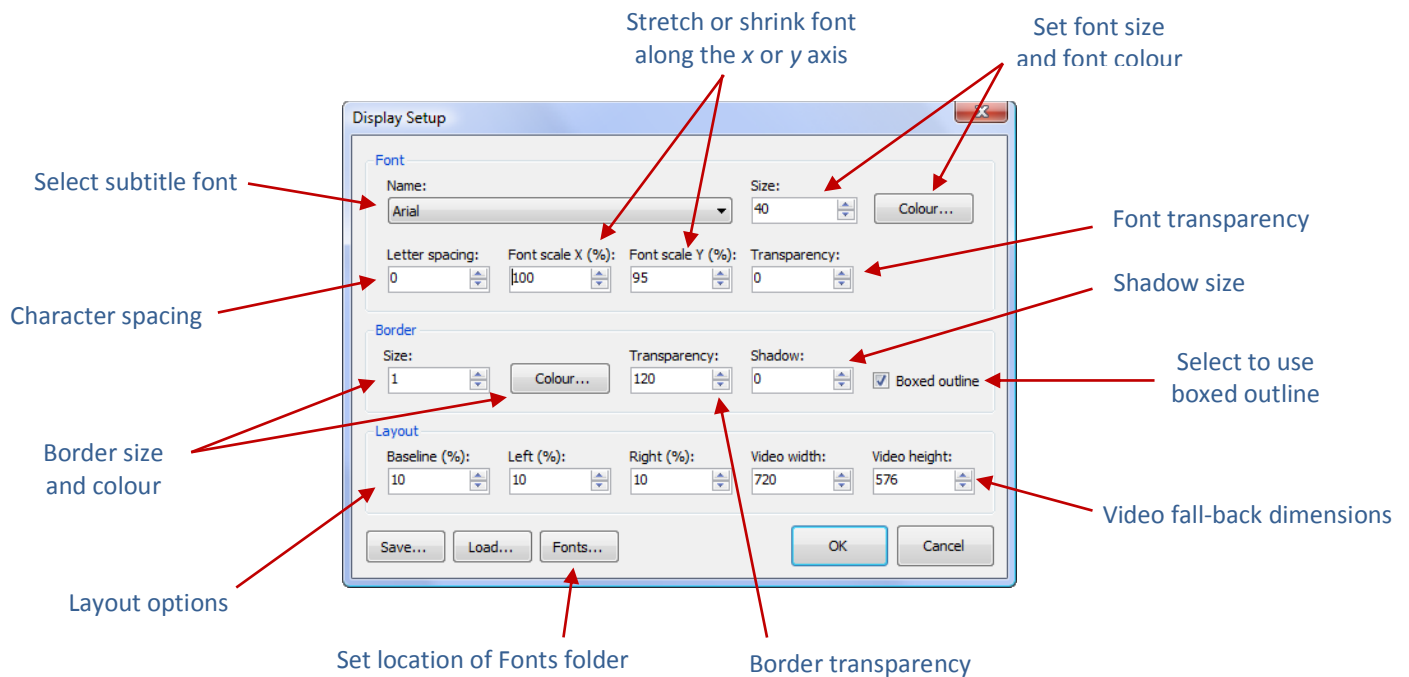 Stretch or shrink font
along the x or y axis
Set font size
and font colour
Display Setup
Font
Select subtitle font
Name:
Size:
Arial
40
Colour...
Font transparency
Letter spacing:
Font scale X (%):
Font scale Y (%):
Transparency:
0
100
95
0
Shadow size
Character spacing
Border
Size:
Transparency:
Shadow:
1
Colour...
120
0
Boxed outline
Select to use
boxed outline
Layout
Border size
and colour
Baseline (%):
Left (%):
Right (%):
Video width:
Video height:
10
10
10
720
576
Video fall-back dimensions
Save...
Load...
Fonts...
OK
Cancel
Layout options
Set location of Fonts folder
Border transparency